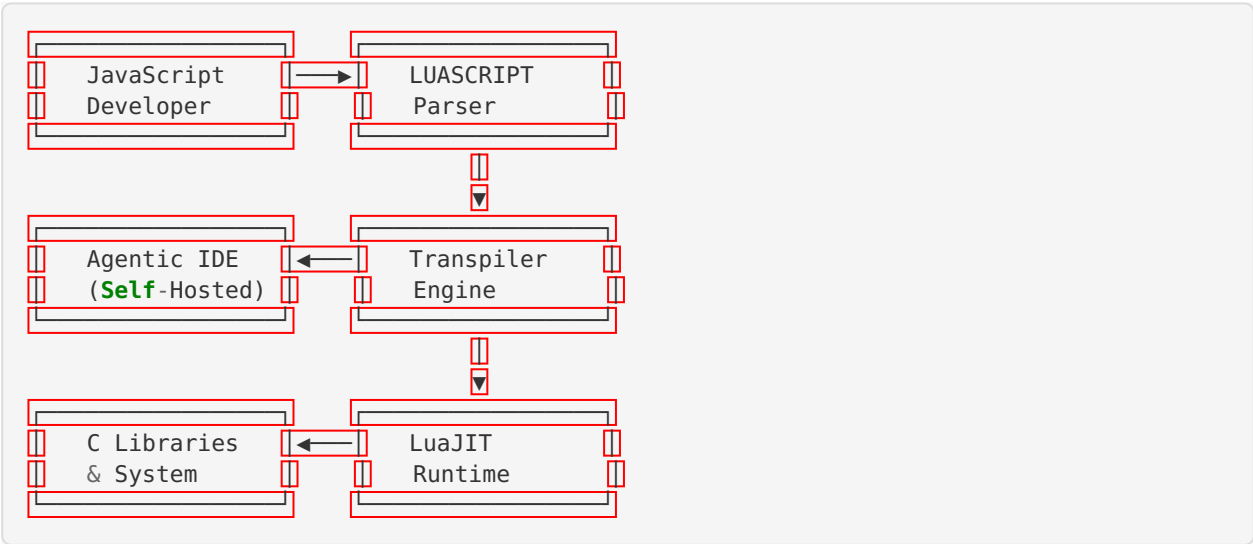 JavaScript LUASCRIPT
Developer Parser
Agentic IDE Transpiler
(Self-Hosted) Engine
C Libraries LuaJIT
& System Runtime